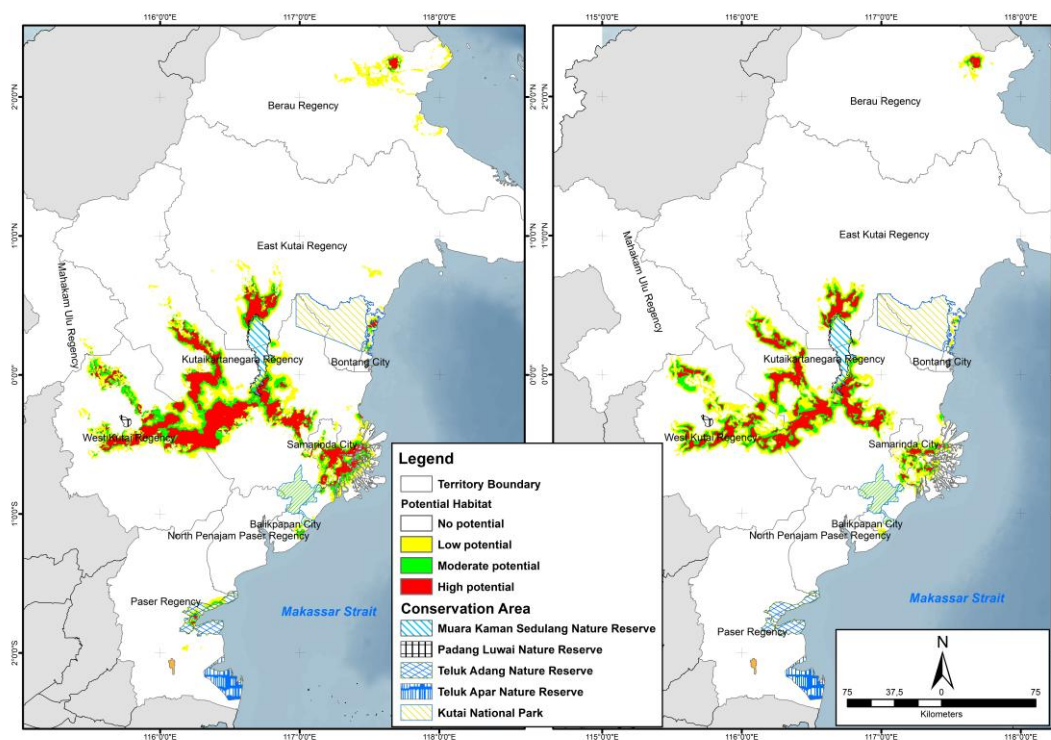 116°0'0"E 117°0'0"E 118°0'0"E
2°0'0"N
1°0'0"N
0°0'0"
1°0'0"S
2°0'0"S
Berau Regency
East Kutai Regency
Mahakam Ulu Regency
Kutaikartanegara Regency
Bontang City
West Kutai Regency
Samarinda City
Balikpapan City
North Penajam Paser Regency
Paser Regency
Makassar Strait
116°0'0"E 117°0'0"E 118°0'0"E
Legend
Territory Boundary
Potential Habitat
No potential
Low potential
Moderate potential
High potential
Conservation Area
Muara Kaman Sedulang Nature Reserve
Padang Luwai Nature Reserve
Teluk Adang Nature Reserve
Teluk Apar Nature Reserve
Kutai National Park
115°0'0"E 116°0'0"E 117°0'0"E 118°0'0"E
2°0'0"N
1°0'0"N
0°0'0"
1°0'0"S
2°0'0"S
Berau Regency
East Kutai Regency
Mahakam Ulu Regency
Kutaikartanegara Regency
Bontang City
West Kutai Regency
Samarinda City
Balikpapan City
North Penajam Paser Regency
Paser Regency
Makassar Strait
N
75 37,5 0 75
Kilometers
115°0'0"E 116°0'0"E 117°0'0"E 118°0'0"E